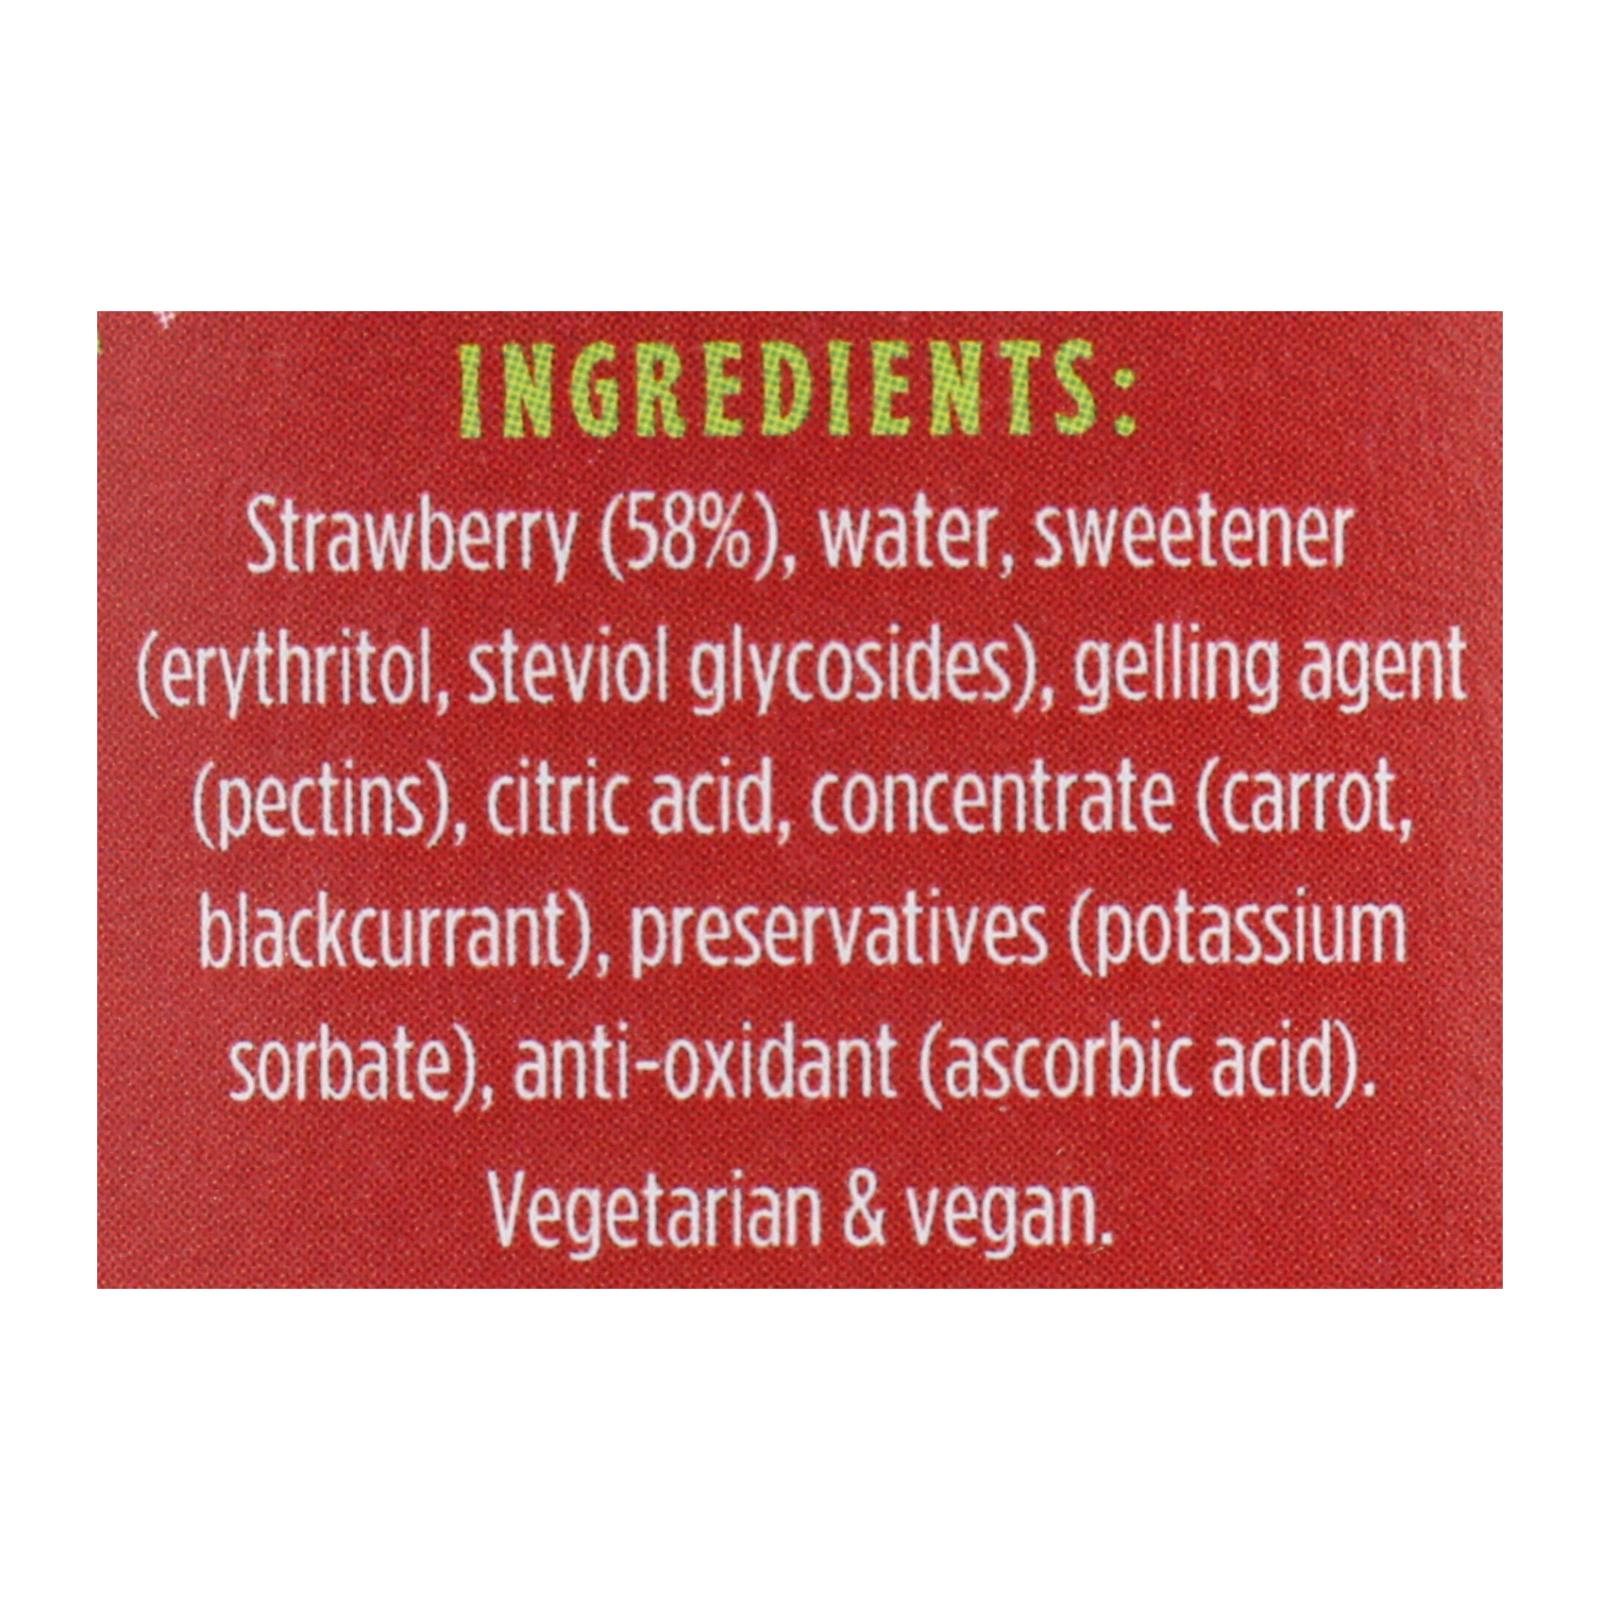 INGREDIENTS:
Strawberry (58%), water, sweetener
(erythritol, steviol glycosides), gelling agent
(pectins), citric acid, concentrate (carrot,
blackcurrant), preservatives (potassium
sorbate), anti-oxidant (ascorbic acid).
Vegetarian & vegan.